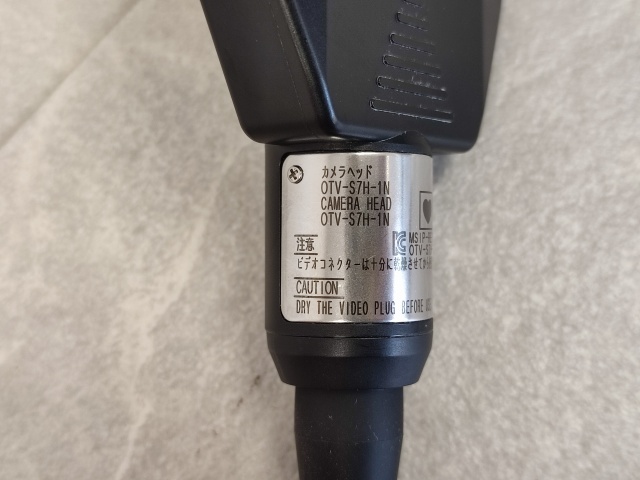 カメラヘッド
OTV-S7H-1N
CAMERA HEAD
OTV-S7H-1N
MSIP-
注意
ビデオコネクターは十分に乾燥させてから
CAUTION
DRY THE VIDEO PLUG BEFORE